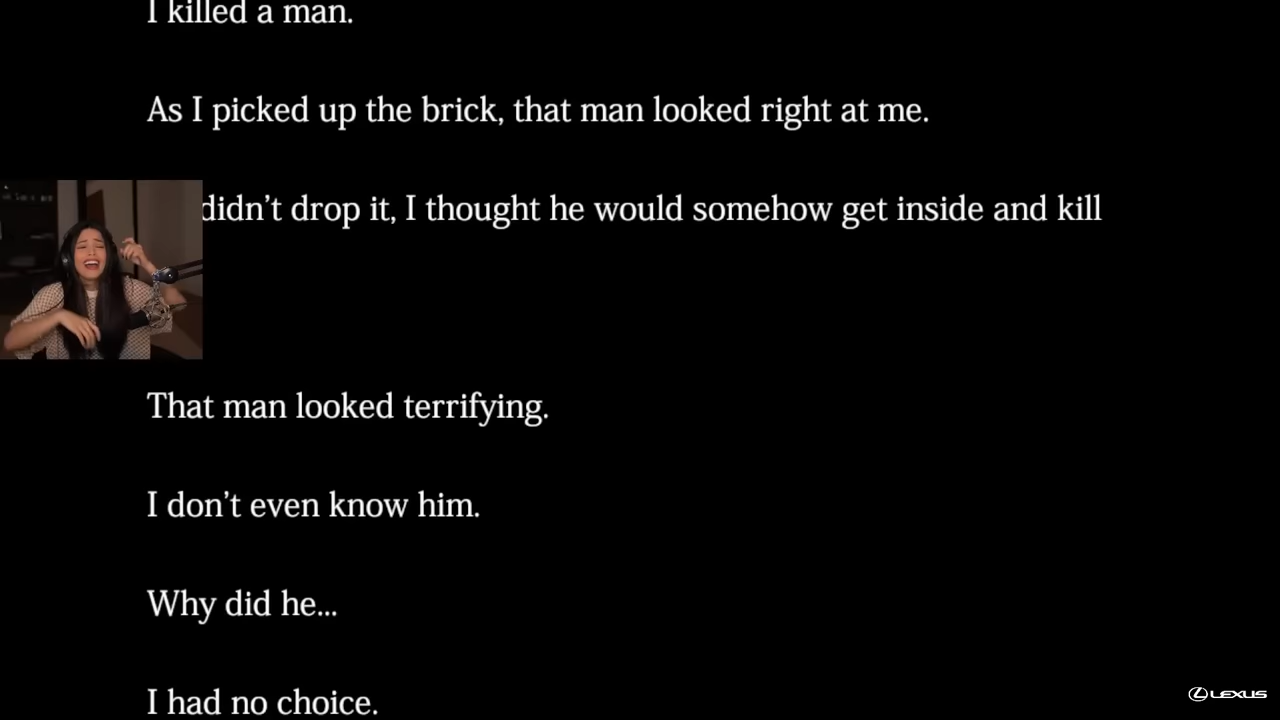 I killed a man.
As I picked up the brick, that man looked right at me.
didn't drop it, I thought he would somehow get inside and kill
That man looked terrifying.
I don't even know him.
Why did he...
I had no choice.
LEXUS